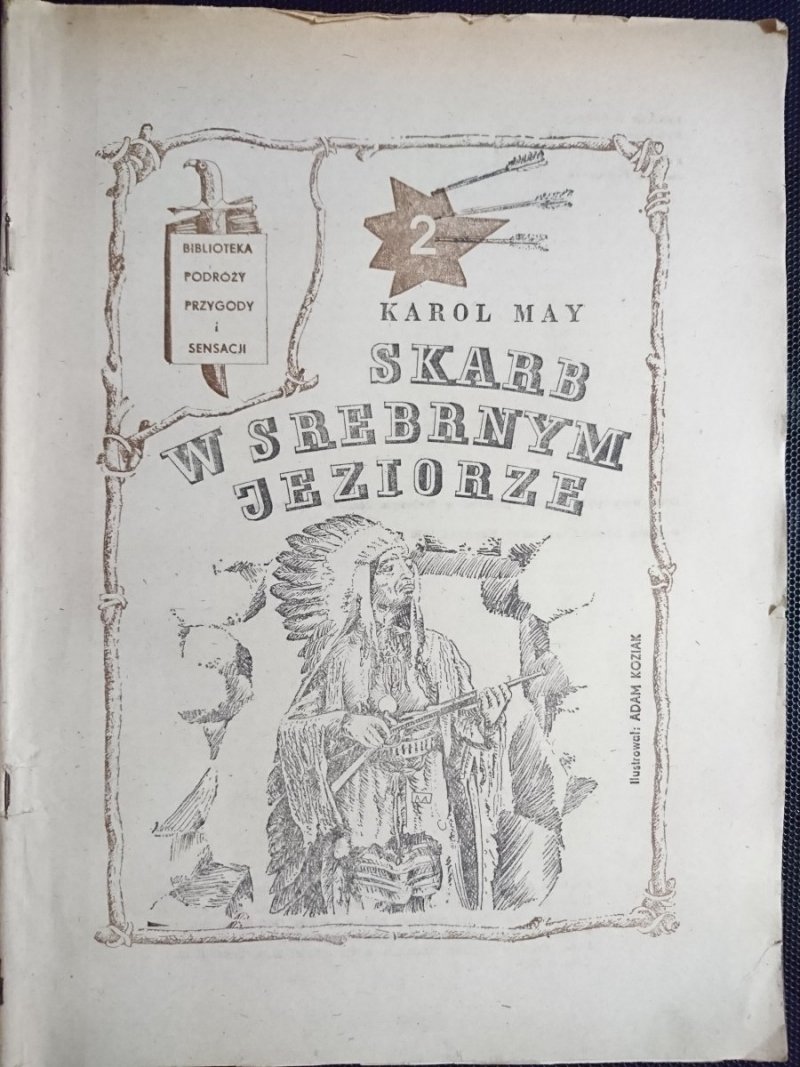 BIBLIOTEKA
PODRÓŻY
PRZYGODY
i
SENSACJI
2
KAROL MAY
SKARB
W SREBRNYM
JEZIORZE
Ilustrował: ADAM KOZIAK